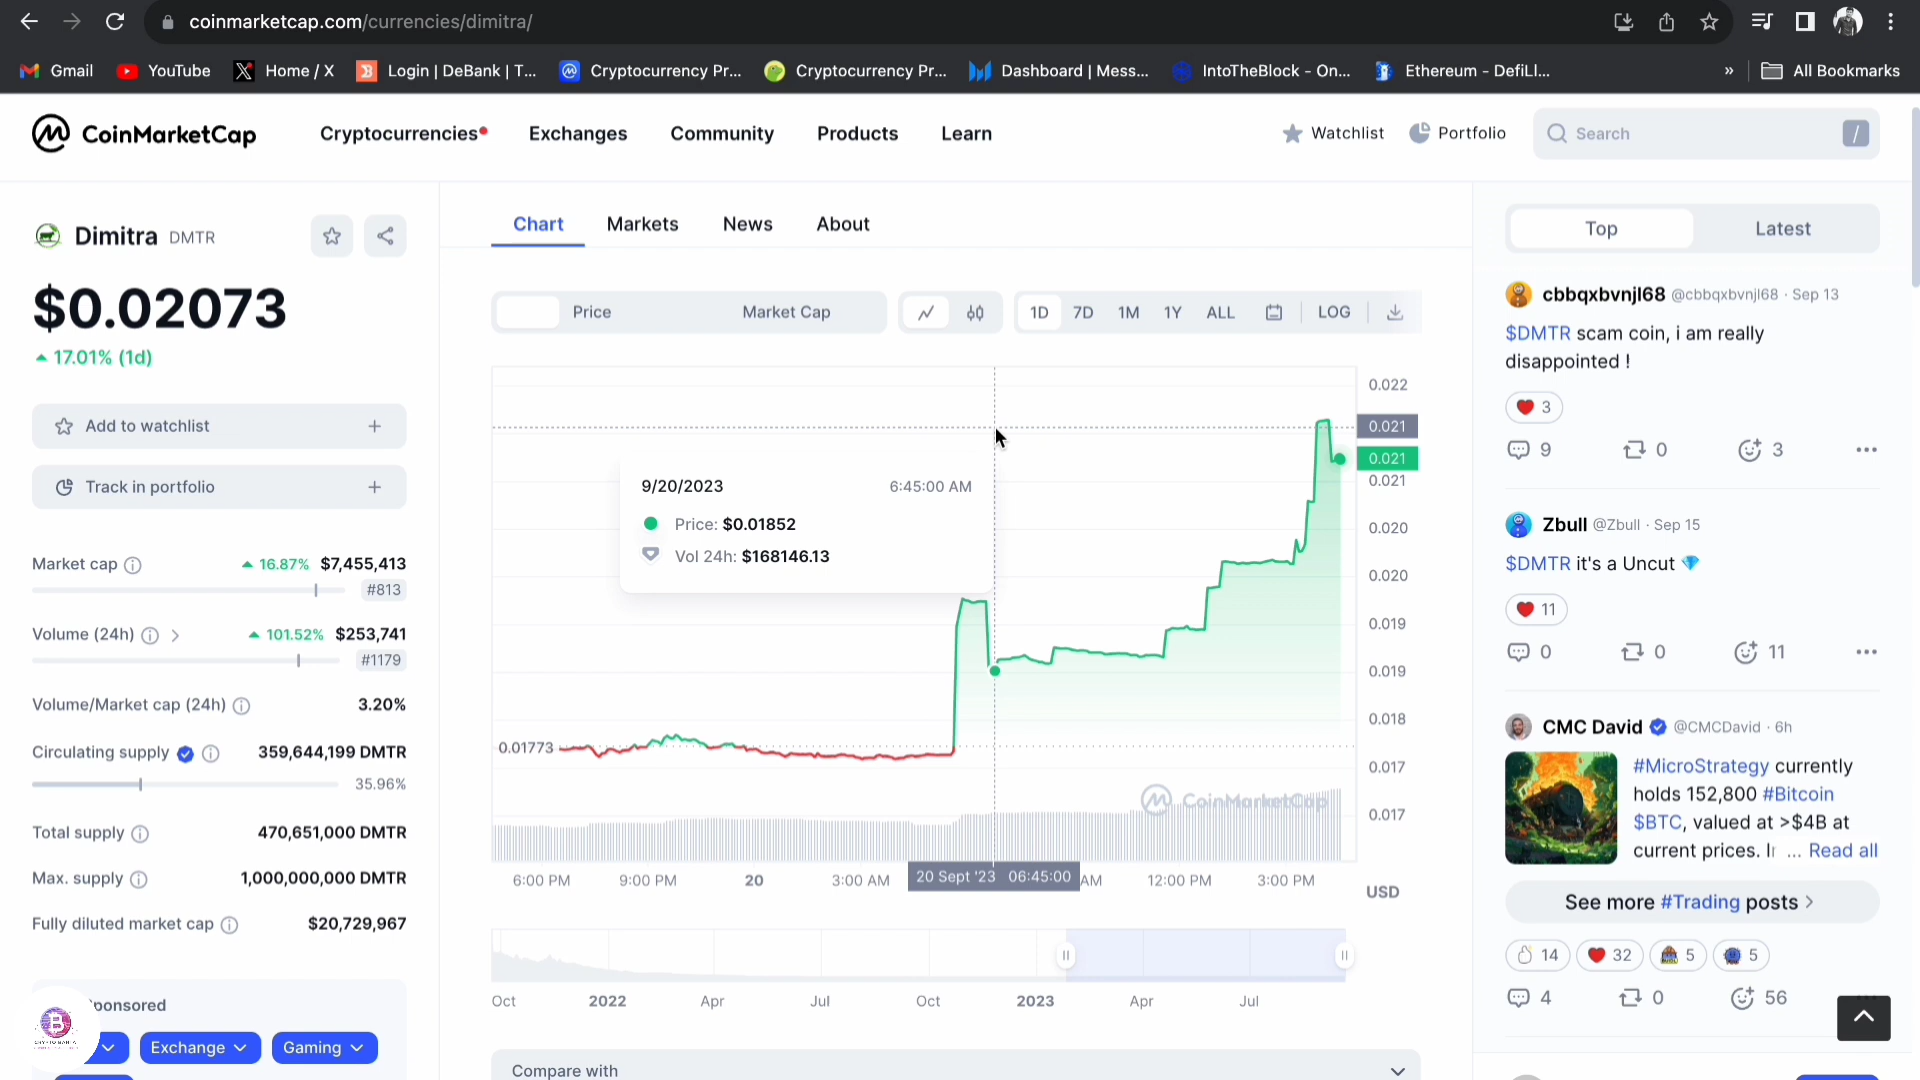 coinmarketcap.com/currencies/dimitra/
Gmail
YouTube
Home / X
Login | DeBank | T...
Cryptocurrency Pr...
Cryptocurrency Pr...
Dashboard | Mess...
IntoTheBlock - On...
Ethereum - DefiLl...
»
All Bookmarks
CoinMarketCap
Cryptocurrencies
Exchanges
Community
Products
Learn
Watchlist
Portfolio
Search
/
Dimitra DMTR
$0.02073
17.01% (1d)
Add to watchlist +
Track in portfolio +
Market cap 16.87% $7,455,413
#813
Volume (24h) 101.52% $253,741
#1179
Volume/Market cap (24h) 3.20%
Circulating supply 359,644,199 DMTR
35.96%
Total supply 470,651,000 DMTR
Max. supply 1,000,000,000 DMTR
Fully diluted market cap $20,729,967
ponsored
Exchange
Gaming
Chart
Markets
News
About
Price
Market Cap
1D
7D
1M
1Y
ALL
LOG
0.022
0.021
0.021
0.021
0.020
0.020
0.019
0.019
0.018
0.017
0.017
9/20/2023 6:45:00 AM
Price: $0.01852
Vol 24h: $168146.13
0.01773
CoinMarketCap
6:00 PM
9:00 PM
20
3:00 AM
20 Sept '23 06:45:00
AM
12:00 PM
3:00 PM
USD
Oct
2022
Apr
Jul
Oct
2023
Apr
Jul
Compare with
Top
Latest
cbbqxbvnjl68 @cbbqxbvnjl68 · Sep 13
$DMTR scam coin, i am really
disappointed !
3
9
0
3
Zbull @Zbull · Sep 15
$DMTR it's a Uncut
11
0
0
11
CMC David @CMCDavid · 6h
#MicroStrategy currently
holds 152,800 #Bitcoin
$BTC, valued at >$4B at
current prices. Ir ... Read all
See more #Trading posts
14
32
5
5
4
0
56